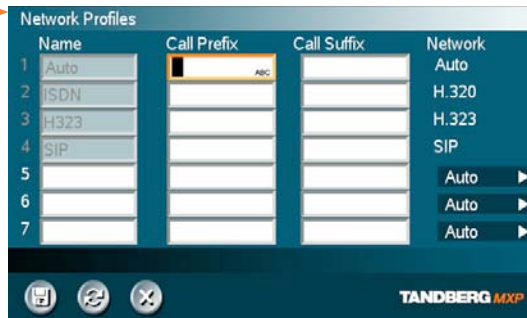 Network Profiles
Name Call Prefix Call Suffix Network
1 Auto ABC Auto
2 ISDN H.320
3 H323 H.323
4 SIP SIP
5 Auto
6 Auto
7 Auto
TANDBERG MXP